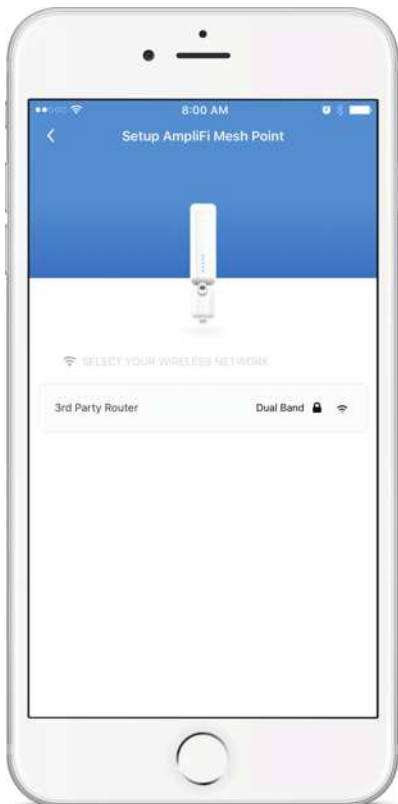 8:00 AM
Setup AmpliFi Mesh Point
SELECT YOUR WIRELESS NETWORK
3rd Party Router Dual Band